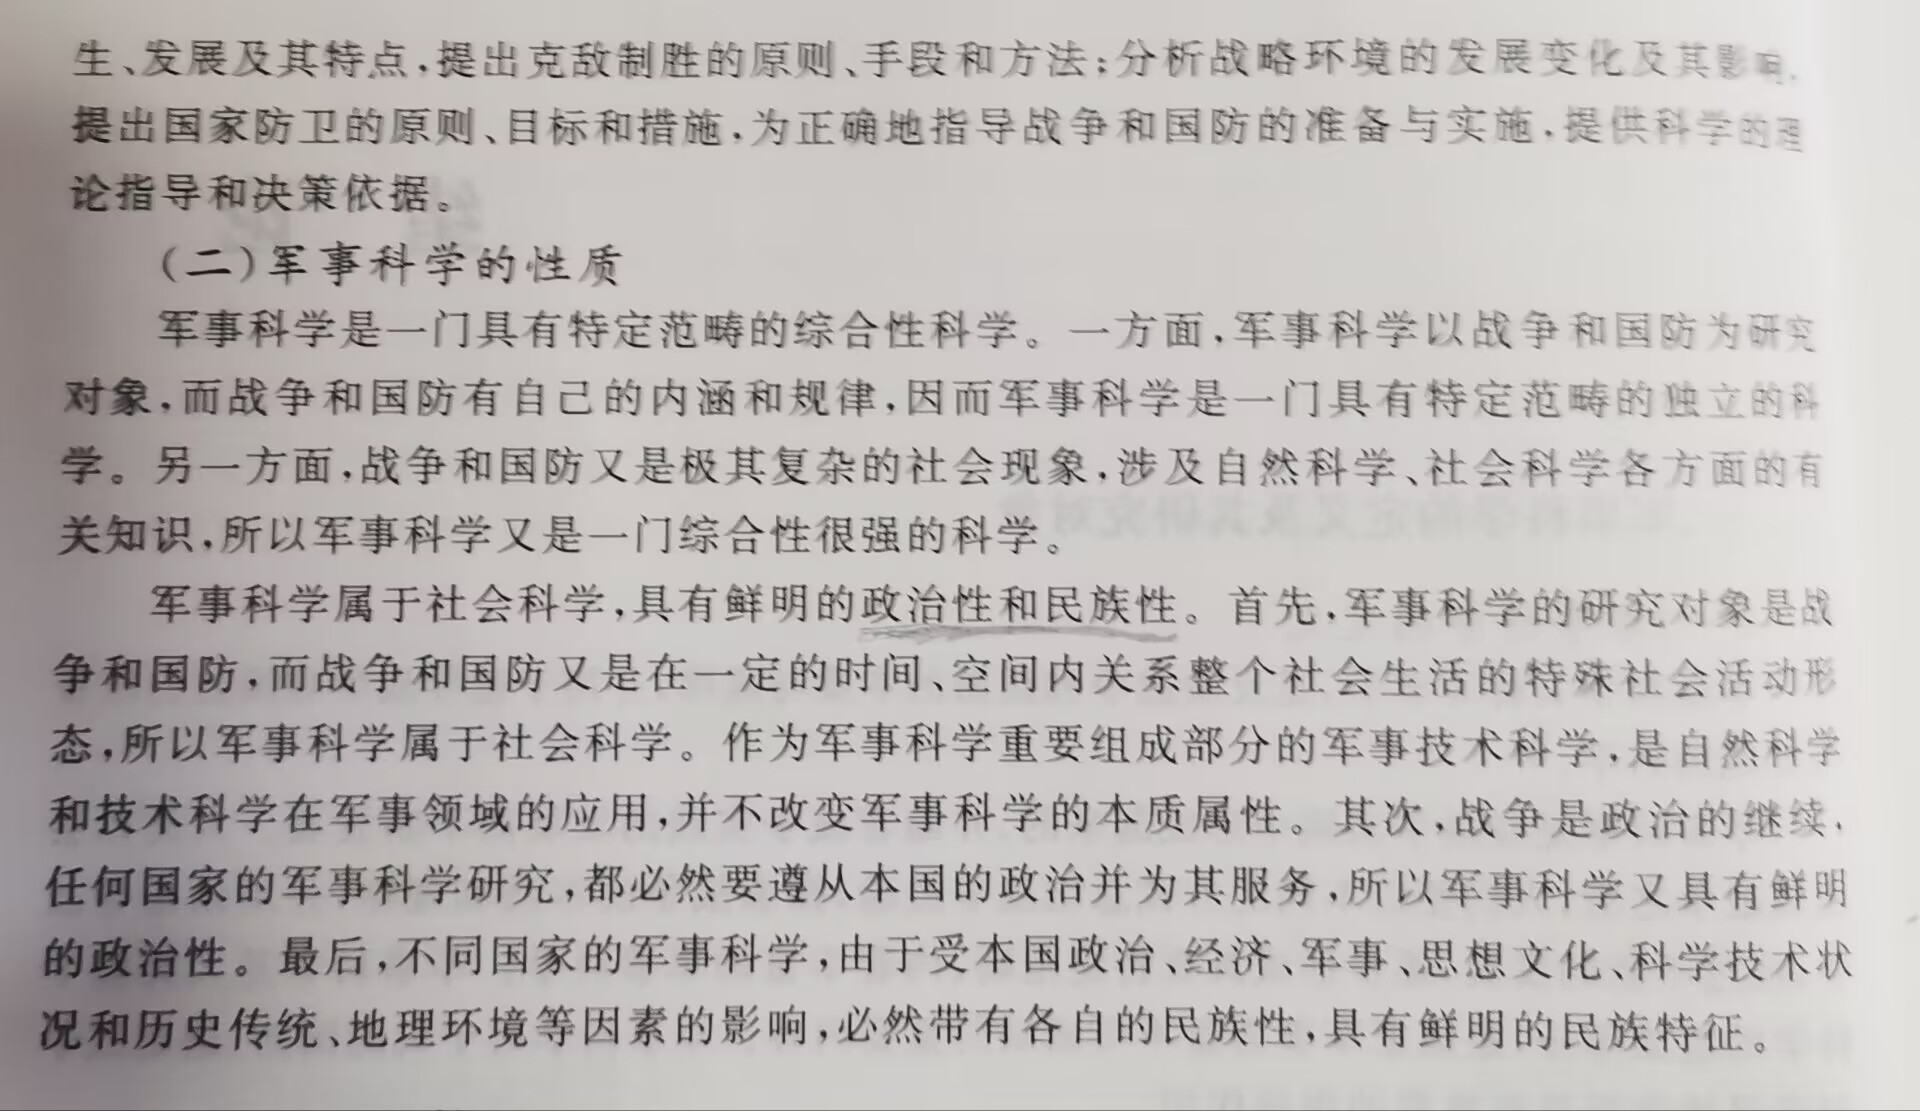 生、发展及其特点,提出克敌制胜的原则、手段和方法;分析战略环境的发展变化及其影响,
提出国家防卫的原则、目标和措施,为正确地指导战争和国防的准备与实施,提供科学的理
论指导和决策依据。
(二)军事科学的性质
军事科学是一门具有特定范畴的综合性科学。一方面,军事科学以战争和国防为研究
对象,而战争和国防有自己的内涵和规律,因而军事科学是一门具有特定范畴的独立的科
学。另一方面,战争和国防又是极其复杂的社会现象,涉及自然科学、社会科学各方面的有
关知识,所以军事科学又是一门综合性很强的科学。
军事科学属于社会科学,具有鲜明的政治性和民族性。首先,军事科学的研究对象是战
争和国防,而战争和国防又是在一定的时间、空间内关系整个社会生活的特殊社会活动形
态,所以军事科学属于社会科学。作为军事科学重要组成部分的军事技术科学,是自然科学
和技术科学在军事领域的应用,并不改变军事科学的本质属性。其次,战争是政治的继续,
任何国家的军事科学研究,都必然要遵从本国的政治并为其服务,所以军事科学又具有鲜明
的政治性。最后,不同国家的军事科学,由于受本国政治、经济、军事、思想文化、科学技术状
况和历史传统、地理环境等因素的影响,必然带有各自的民族性,具有鲜明的民族特征。